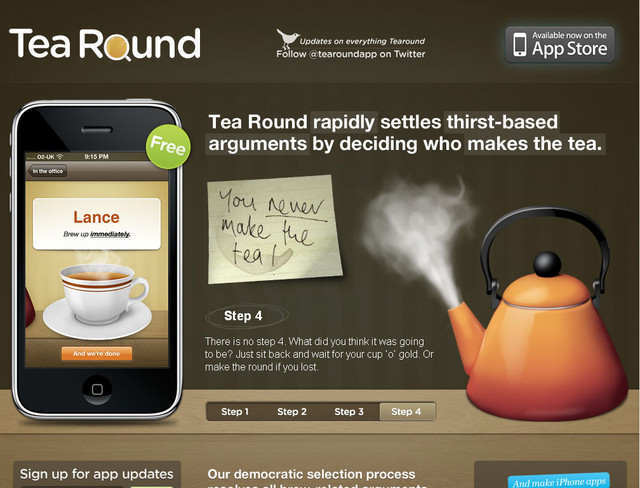 Tea Round
Updates on everything Tearound
Follow @tearoundapp on Twitter
Available now on the
App Store
Free
O2-UK
9:15 PM
In the office
Lance
Brew up immediately.
And we're done
Tea Round rapidly settles thirst-based
arguments by deciding who makes the tea.
You never
make the
tea!
Step 4
There is no step 4. What did you think it was going
to be? Just sit back and wait for your cup 'o' gold. Or
make the round if you lost.
Step 1
Step 2
Step 3
Step 4
Sign up for app updates
Our democratic selection process
resolves all brew-related arguments
And make iPhone apps